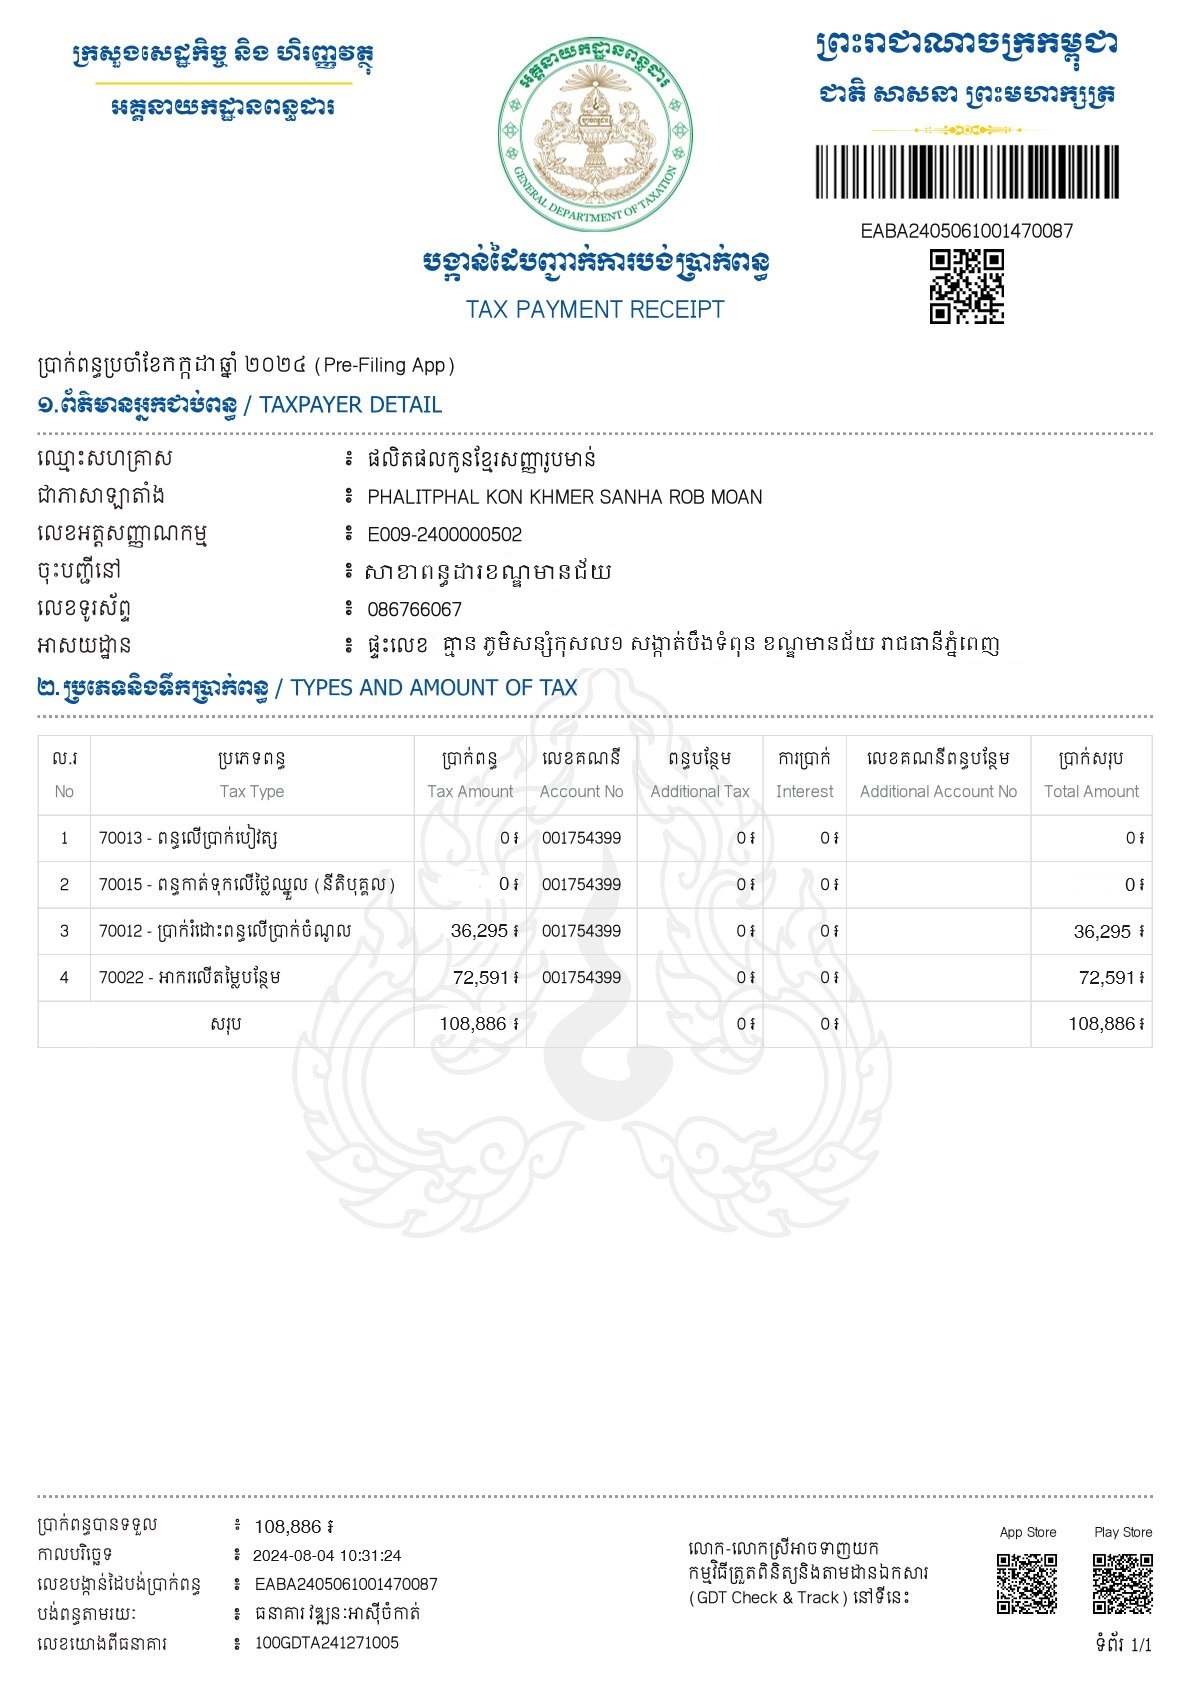 ក្រសួងសេដ្ឋកិច្ច និង ហិរញ្ញវត្ថុ
អគ្គនាយកដ្ឋានពន្ធដារ
អគ្គនាយកដ្ឋានពន្ធដារ
GENERAL DEPARTMENT OF TAXATION
ព្រះរាជាណាចក្រកម្ពុជា
ជាតិ សាសនា ព្រះមហាក្សត្រ
EABA2405061001470087
បង្កាន់ដៃបញ្ជាក់ការបង់ប្រាក់ពន្ធ
TAX PAYMENT RECEIPT
ប្រាក់ពន្ធប្រចាំខែកក្កដាឆ្នាំ ២០២៤ (Pre-Filing App)
១.ព័ត៌មានអ្នកជាប់ពន្ធ / TAXPAYER DETAIL
ឈ្មោះសហគ្រាស ៖ ផលិតផលកូនខ្មែរសញ្ញារូបមាន់
ជាភាសាឡាតាំង ៖ PHALITPHAL KON KHMER SANHA ROB MOAN
លេខអត្តសញ្ញាណកម្ម ៖ E009-2400000502
ចុះបញ្ជីនៅ ៖ សាខាពន្ធដារខណ្ឌមានជ័យ
លេខទូរស័ព្ទ ៖ 086766067
អាសយដ្ឋាន ៖ ផ្ទះលេខ គ្មាន ភូមិសន្សំកុសល១ សង្កាត់បឹងទំពុន ខណ្ឌមានជ័យ រាជធានីភ្នំពេញ
២.ប្រភេទនិងទឹកប្រាក់ពន្ធ / TYPES AND AMOUNT OF TAX
ល.រ ប្រភេទពន្ធ ប្រាក់ពន្ធ លេខគណនី ពន្ធបន្ថែម ការប្រាក់ លេខគណនីពន្ធបន្ថែម ប្រាក់សរុប
No Tax Type Tax Amount Account No Additional Tax Interest Additional Account No Total Amount
1 70013 - ពន្ធលើប្រាក់បៀវត្ស 0៛ 001754399 0៛ 0៛ 0៛
2 70015 - ពន្ធកាត់ទុកលើថ្លៃឈ្នួល (នីតិបុគ្គល) 0៛ 001754399 0៛ 0៛ 0៛
3 70012 - ប្រាក់រំដោះពន្ធលើប្រាក់ចំណូល 36,295 ៛ 001754399 0៛ 0៛ 36,295 ៛
4 70022 - អាករលើតម្លៃបន្ថែម 72,591៛ 001754399 0៛ 0៛ 72,591៛
សរុប 108,886 ៛ 0៛ 0៛ 108,886៛
ប្រាក់ពន្ធបានទទួល ៖ 108,886 ៛
កាលបរិច្ឆេទ ៖ 2024-08-04 10:31:24
លេខបង្កាន់ដៃបង់ប្រាក់ពន្ធ ៖ EABA2405061001470087
បង់ពន្ធតាមរយៈ ៖ ធនាគារ វឌ្ឍនៈអាស៊ីចំកាត់
លេខយោងពីធនាគារ ៖ 100GDTA241271005
លោក-លោកស្រីអាចទាញយក
កម្មវិធីត្រួតពិនិត្យនិងតាមដានឯកសារ
(GDT Check & Track) នៅទីនេះ
App Store Play Store
ទំព័រ 1/1